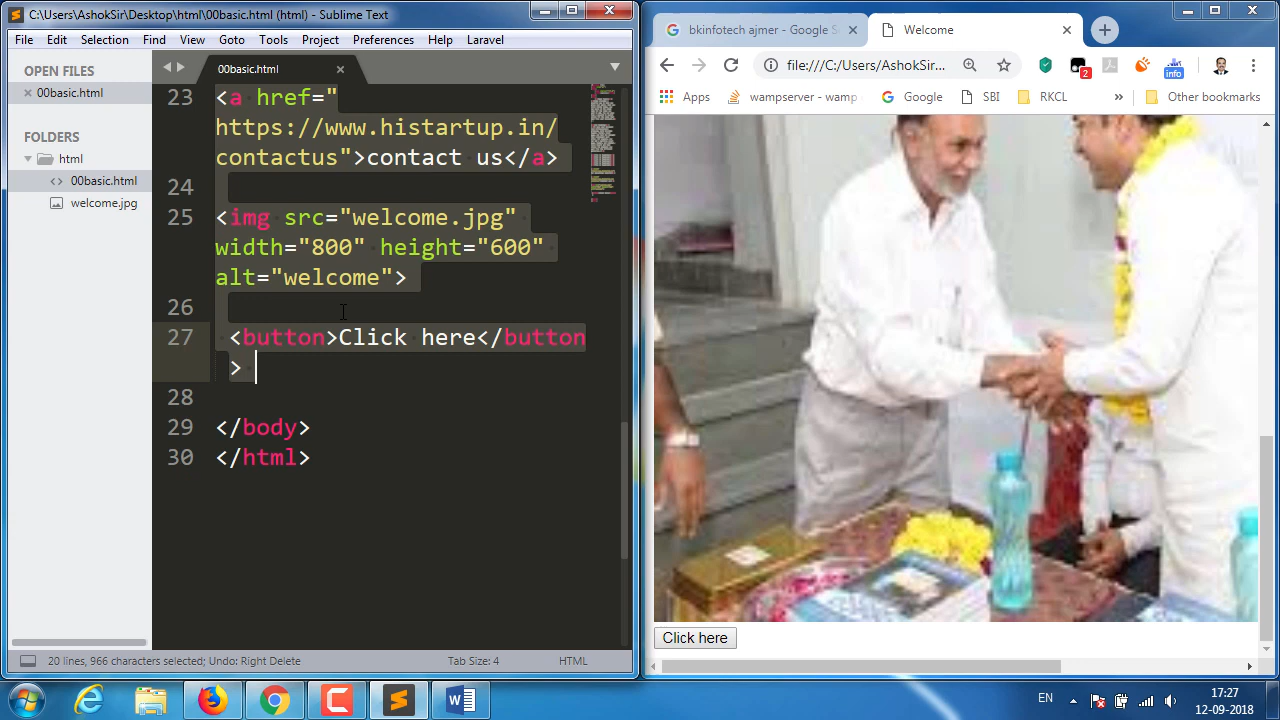 C:\Users\AshokSir\Desktop\html\00basic.html (html) - Sublime Text
File Edit Selection Find View Goto Tools Project Preferences Help Laravel
OPEN FILES
00basic.html
FOLDERS
html
00basic.html
welcome.jpg
00basic.html
23 <a href="
https://www.histartup.in/
contactus">contact us</a>
24
25 <img src="welcome.jpg"
width="800" height="600"
alt="welcome">
26
27 <button>Click here</button
>
28
29 </body>
30 </html>
20 lines, 966 characters selected; Undo: Right Delete Tab Size: 4 HTML
bkinfotech ajmer - Google S Welcome
file:///C:/Users/AshokSir...
2
info
Apps wampserver - wamp Google SBI RKCL » Other bookmarks
Click here
EN 17:27
12-09-2018